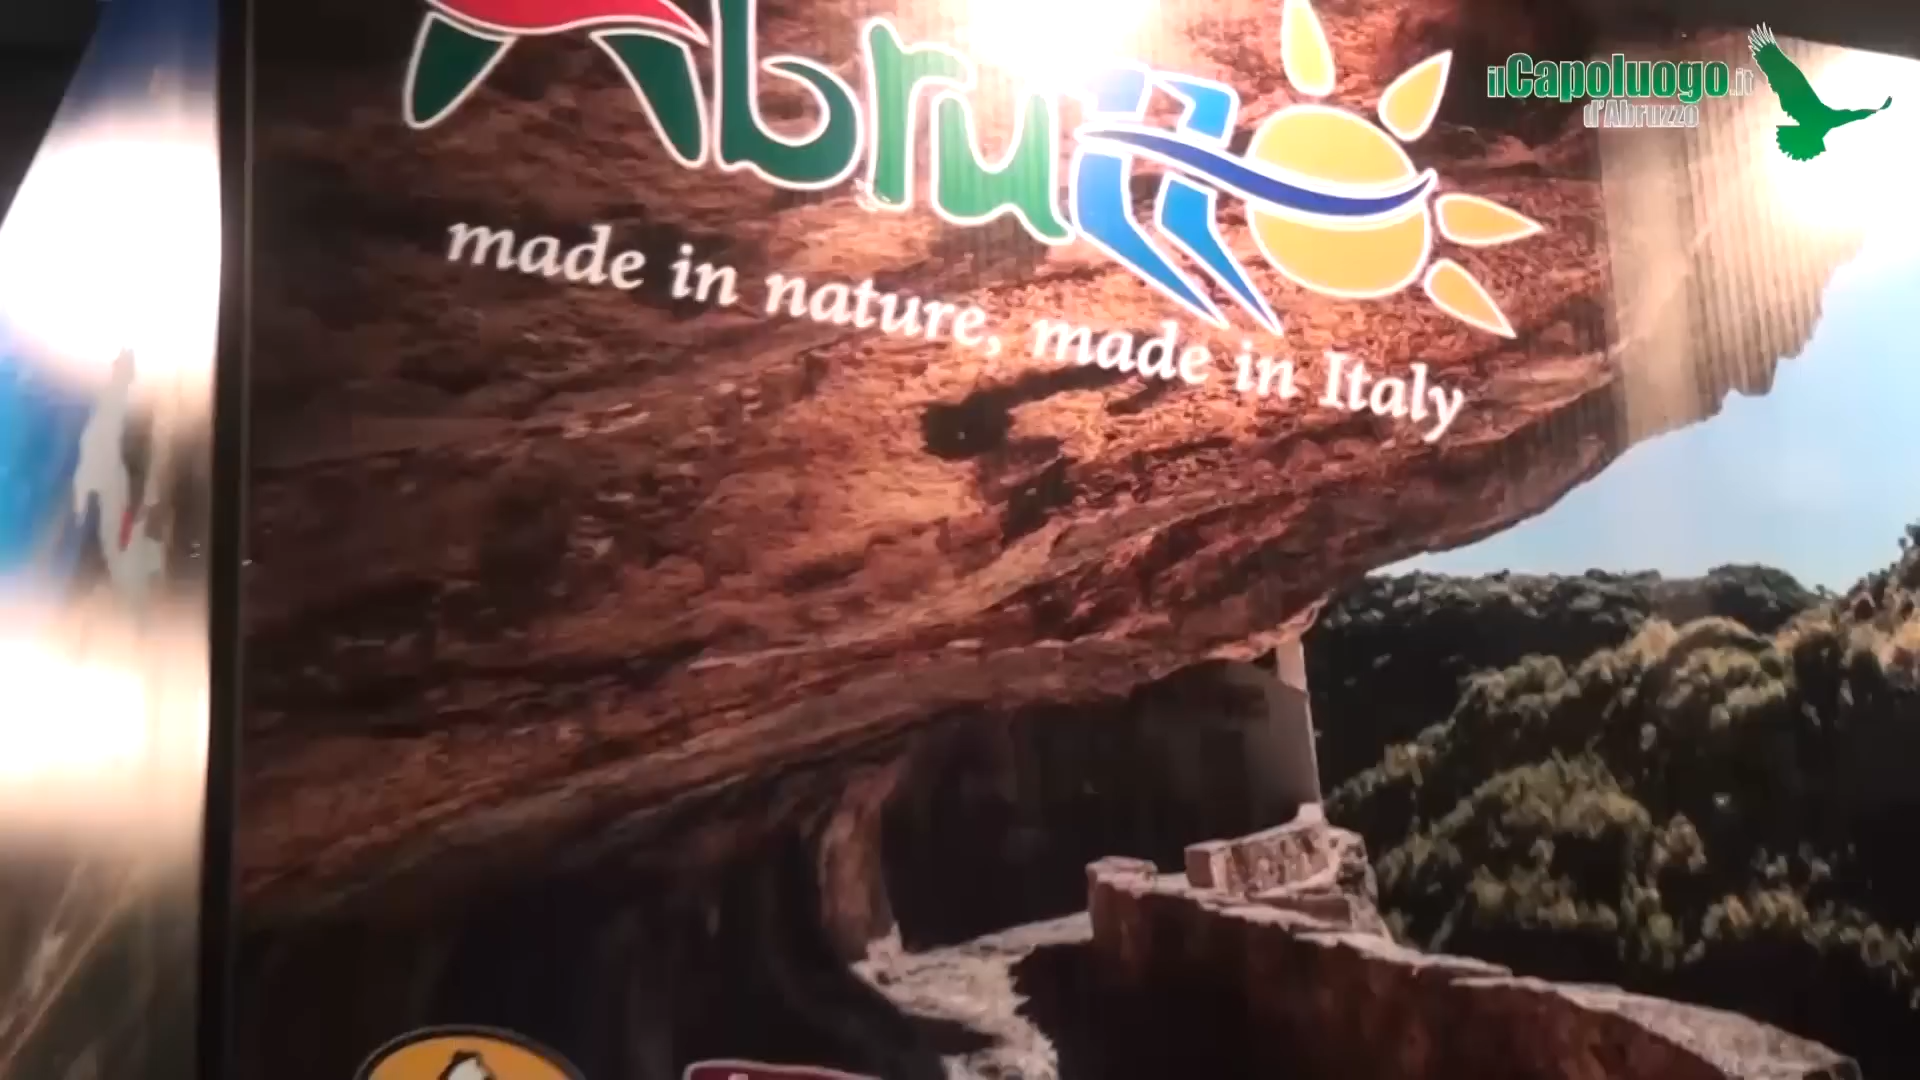 Abruzzo
made in nature, made in Italy
ilCapoluogo.it
d'Abruzzo